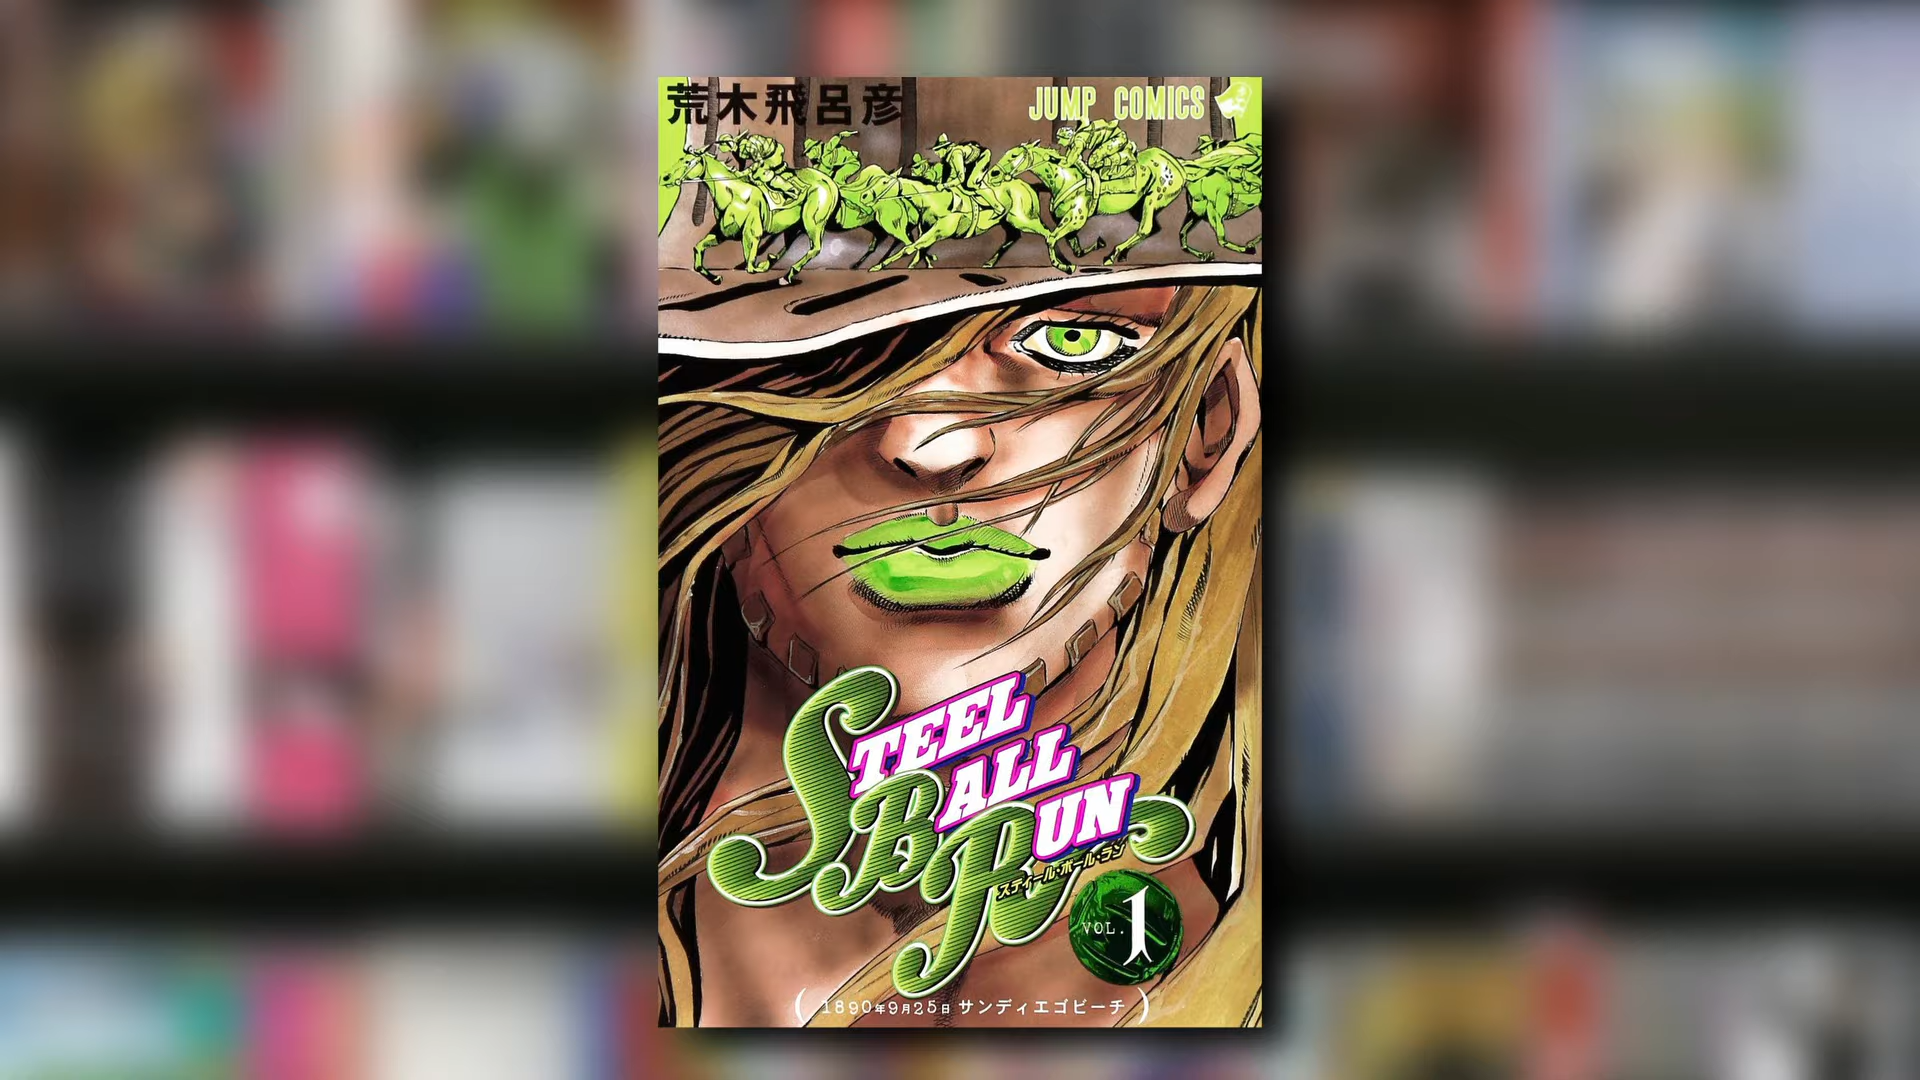 荒木飛呂彦
JUMP COMICS
STEEL
BALL
RUN
スティール・ボール・ラン
VOL.1
(1890年9月25日 サンディエゴビーチ)